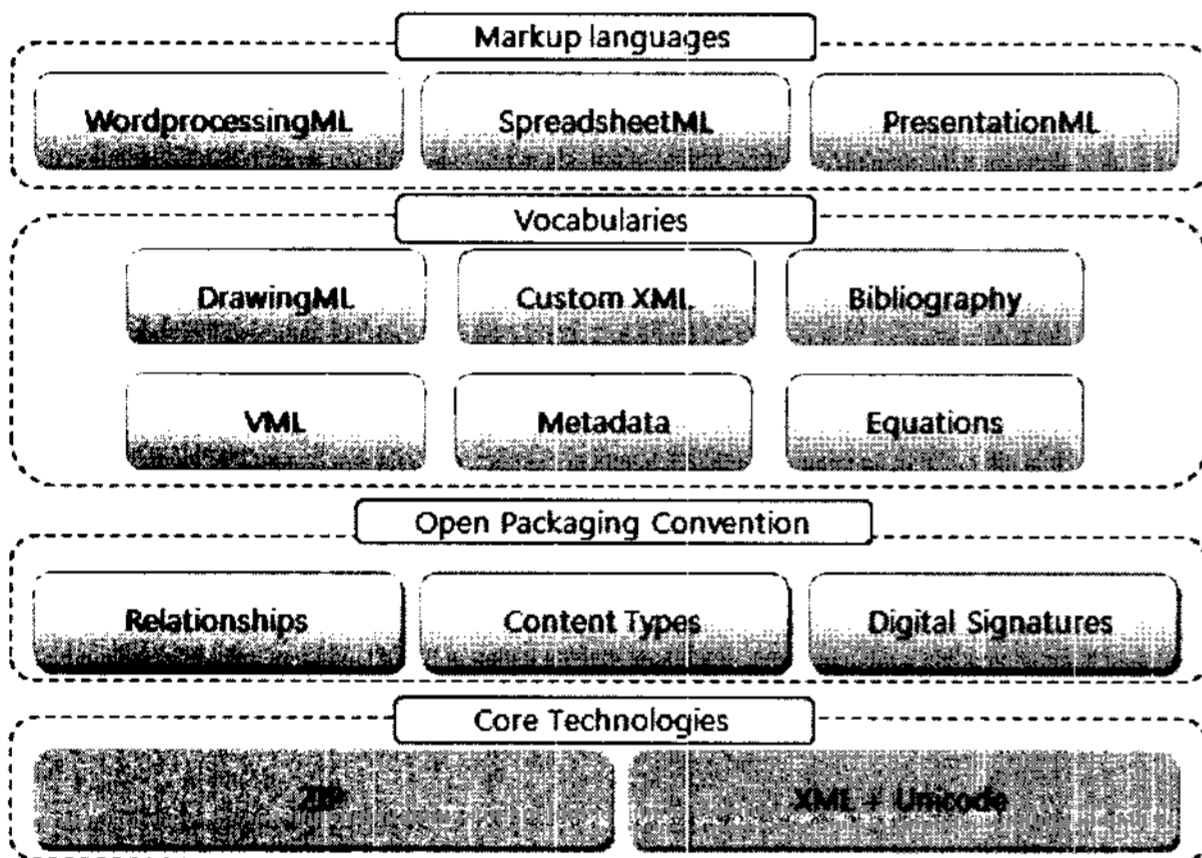 Markup languages
WordprocessingML SpreadsheetML PresentationML
Vocabularies
DrawingML Custom XML Bibliography
VML Metadata Equations
Open Packaging Convention
Relationships Content Types Digital Signatures
Core Technologies
ZIP XML + Unicode